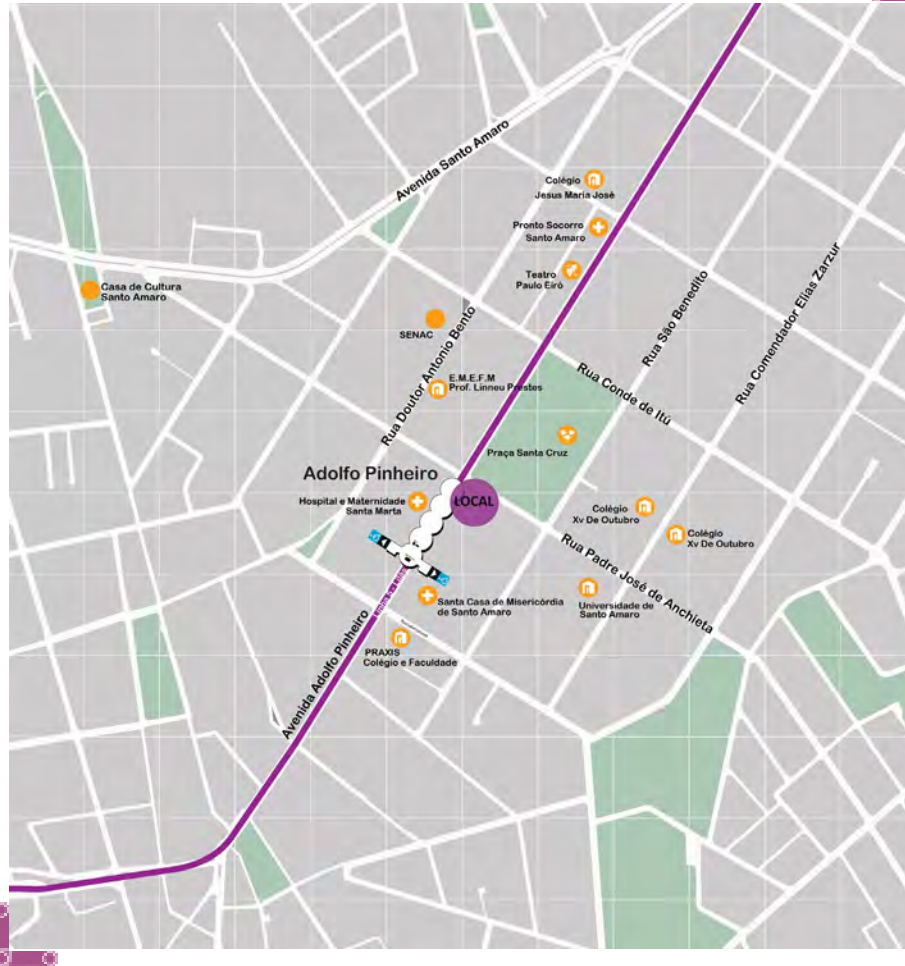 Avenida Santo Amaro
Colégio
Jesus Maria José
Pronto Socorro
Santo Amaro
Teatro
Paulo Eiró
Casa de Cultura
Santo Amaro
SENAC
Rua Doutor Antonio Bento
Rua São Benedito
Rua Comendador Elias Zarzur
E.M.E.F.M
Prof. Linneu Prestes
Rua Conde de Itú
Praça Santa Cruz
Adolfo Pinheiro
Hospital e Maternidade
Santa Marta
LOCAL
Colégio
Xv De Outubro
Colégio
Xv De Outubro
Rua Padre José de Anchieta
Santa Casa de Misericórdia
de Santo Amaro
Universidade de
Santo Amaro
PRAXIS
Colégio e Faculdade
Avenida Adolfo Pinheiro